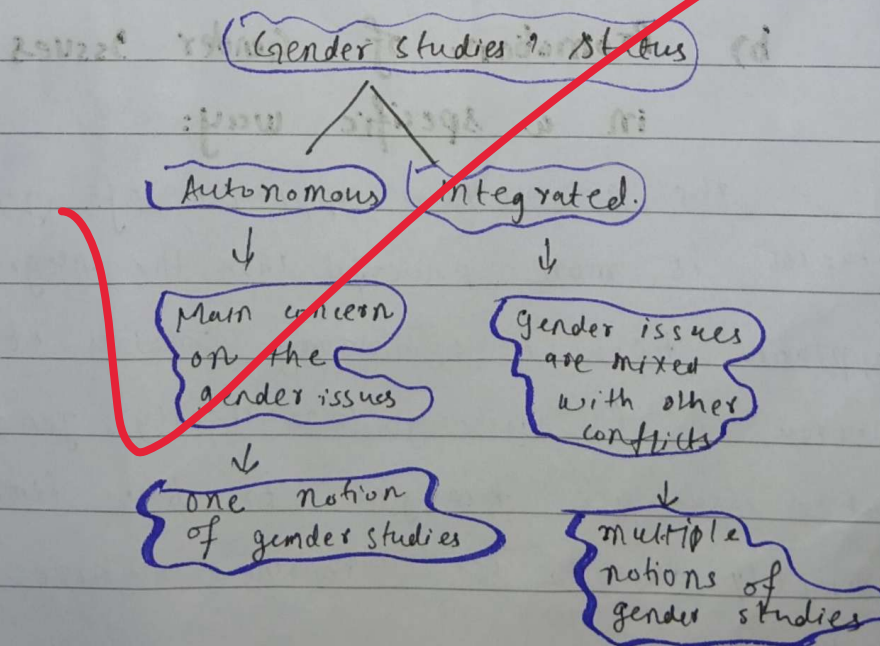 Gender studies status
Autonomous
Integrated.
Main concern
on the
gender issues
gender issues
are mixed
with other
conflicts
one notion
of gemder studies
multiple
notions of
gender studies